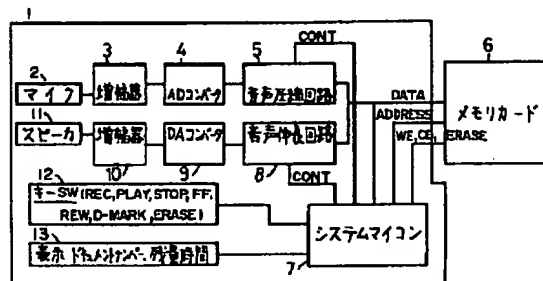 1
3 4 5 CONT 6
2
マイク 増幅器 ADコンバータ 音声圧縮回路
DATA
ADDRESS
メモリカード
11
スピーカ 増幅器 DAコンバータ 音声伸長回路
WE,CE,ERASE
10 9 8 CONT
12
キーSW(REC,PLAY,STOP,FF,
REW,D-MARK,ERASE)
システムマイコン
13
表示 ドキュメントナンバー,残量時間
7